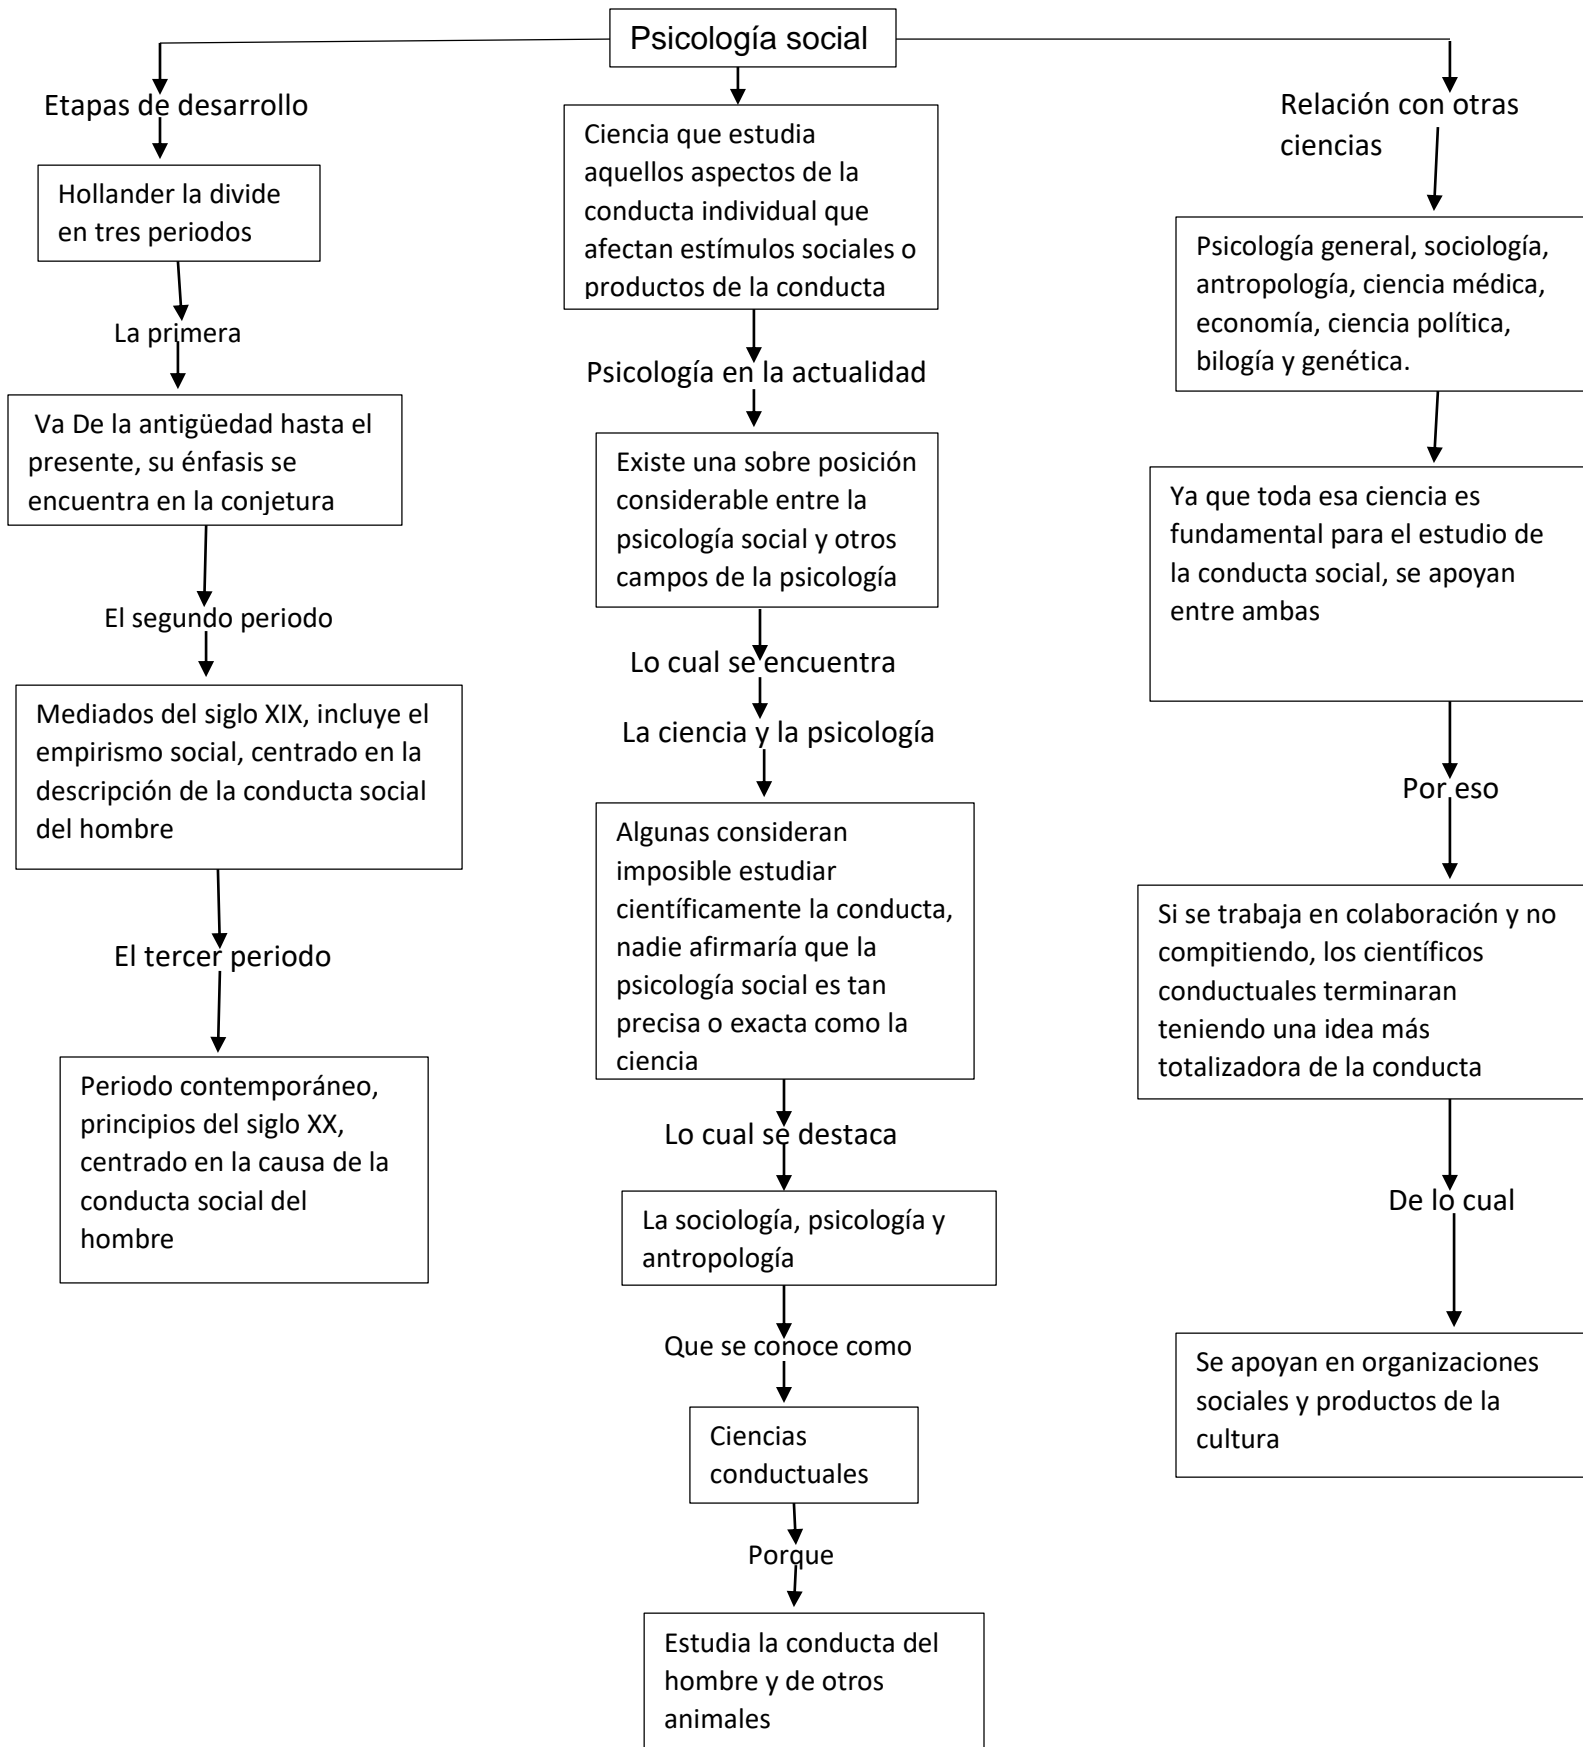 Psicología social
Etapas de desarrollo
Hollander la divide
en tres periodos
La primera
Va De la antigüedad hasta el
presente, su énfasis se
encuentra en la conjetura
El segundo periodo
Mediados del siglo XIX, incluye el
empirismo social, centrado en la
descripción de la conducta social
del hombre
El tercer periodo
Periodo contemporáneo,
principios del siglo XX,
centrado en la causa de la
conducta social del
hombre
Ciencia que estudia
aquellos aspectos de la
conducta individual que
afectan estímulos sociales o
productos de la conducta
Psicología en la actualidad
Existe una sobre posición
considerable entre la
psicología social y otros
campos de la psicología
Lo cual se encuentra
La ciencia y la psicología
Algunas consideran
imposible estudiar
científicamente la conducta,
nadie afirmaría que la
psicología social es tan
precisa o exacta como la
ciencia
Lo cual se destaca
La sociología, psicología y
antropología
Que se conoce como
Ciencias
conductuales
Porque
Estudia la conducta del
hombre y de otros
animales
Relación con otras
ciencias
Psicología general, sociología,
antropología, ciencia médica,
economía, ciencia política,
bilogía y genética.
Ya que toda esa ciencia es
fundamental para el estudio de
la conducta social, se apoyan
entre ambas
Por eso
Si se trabaja en colaboración y no
compitiendo, los científicos
conductuales terminaran
teniendo una idea más
totalizadora de la conducta
De lo cual
Se apoyan en organizaciones
sociales y productos de la
cultura